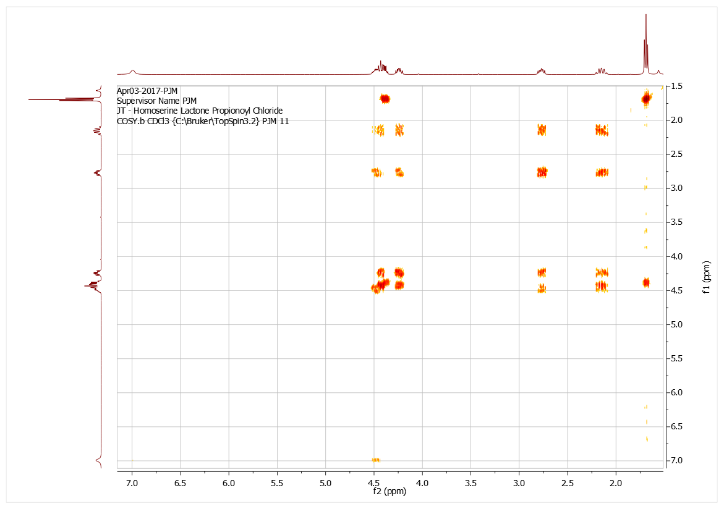 Apr03-2017-PJM
Supervisor Name PJM
JT - Homoserine Lactone Propionoyl Chloride
COSY.b CDCl3 {C:\Bruker\TopSpin3.2} PJM 11
1.5
2.0
2.5
3.0
3.5
4.0
4.5
5.0
5.5
6.0
6.5
7.0
f1 (ppm)
7.0 6.5 6.0 5.5 5.0 4.5 4.0 3.5 3.0 2.5 2.0
f2 (ppm)